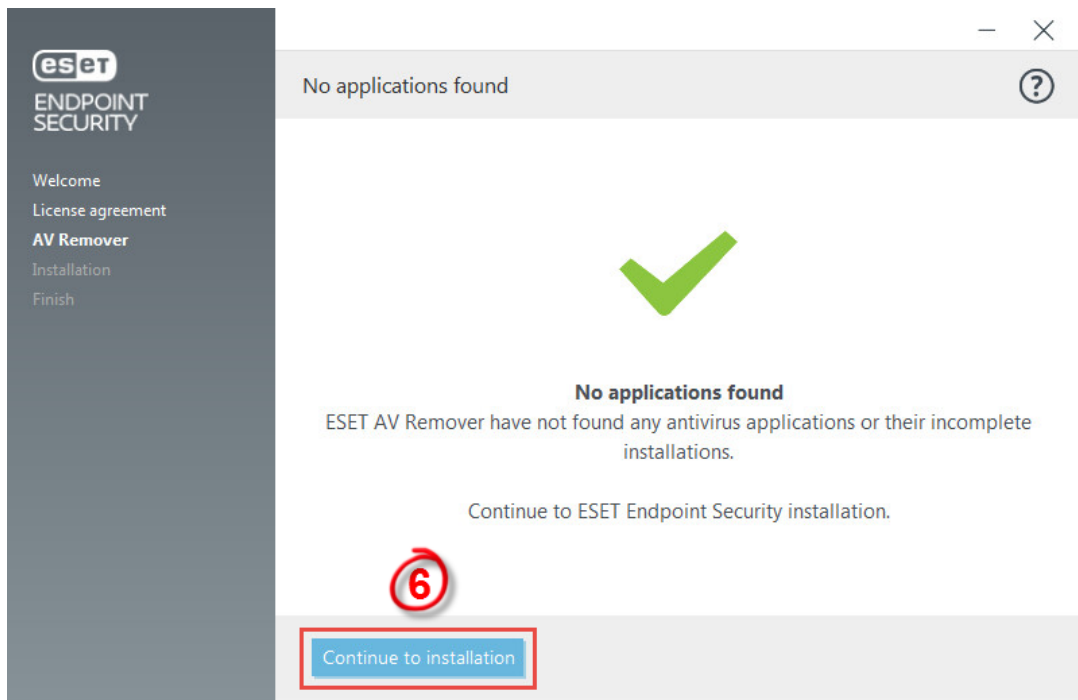 eset
ENDPOINT
SECURITY
Welcome
License agreement
AV Remover
Installation
Finish
No applications found
?
No applications found
ESET AV Remover have not found any antivirus applications or their incomplete
installations.
Continue to ESET Endpoint Security installation.
6
Continue to installation